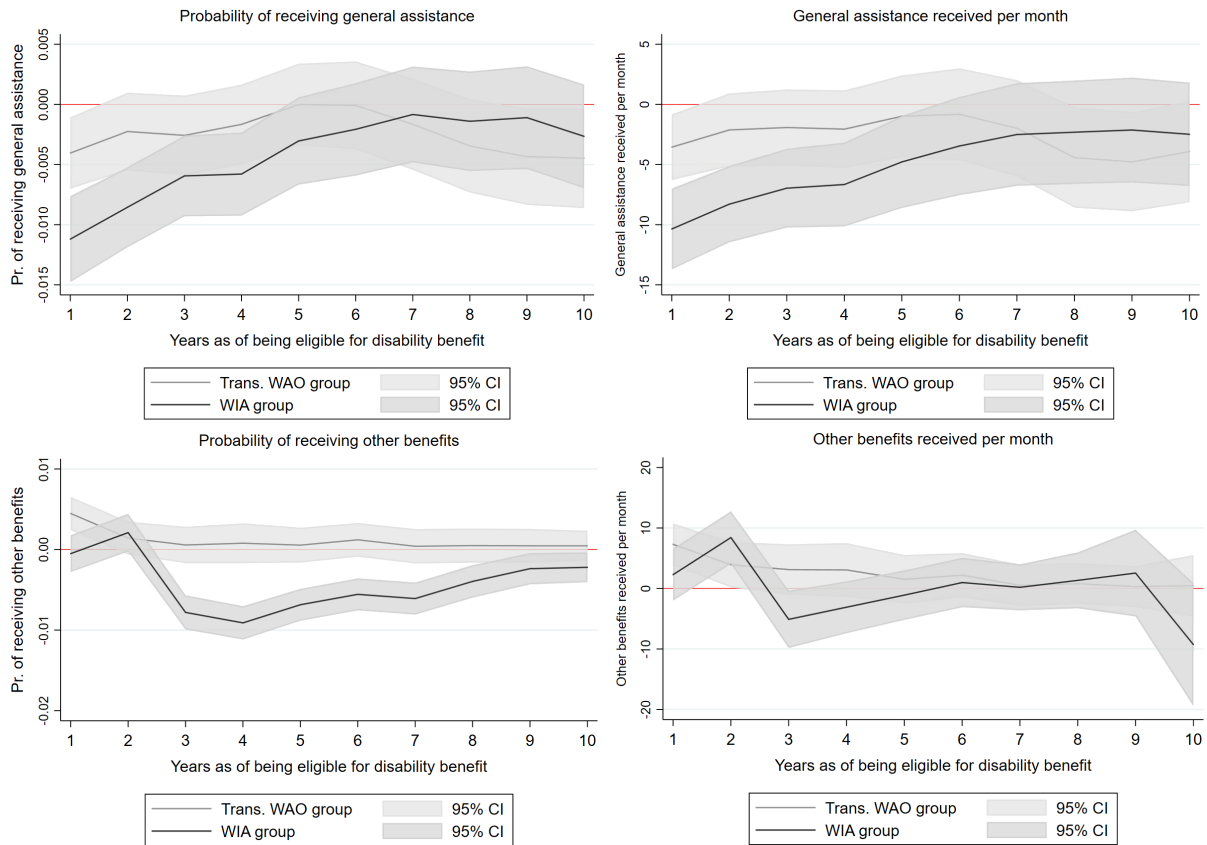 Probability of receiving general assistance
Pr. of receiving general assistance
0.005
0.000
-0.005
-0.010
-0.015
1 2 3 4 5 6 7 8 9 10
Years as of being eligible for disability benefit
Trans. WAO group 95% CI
WIA group 95% CI
General assistance received per month
General assistance received per month
5
0
-5
-10
-15
1 2 3 4 5 6 7 8 9 10
Years as of being eligible for disability benefit
Trans. WAO group 95% CI
WIA group 95% CI
Probability of receiving other benefits
Pr. of receiving other benefits
0.01
0.00
-0.01
-0.02
1 2 3 4 5 6 7 8 9 10
Years as of being eligible for disability benefit
Trans. WAO group 95% CI
WIA group 95% CI
Other benefits received per month
Other benefits received per month
20
10
0
-10
-20
1 2 3 4 5 6 7 8 9 10
Years as of being eligible for disability benefit
Trans. WAO group 95% CI
WIA group 95% CI